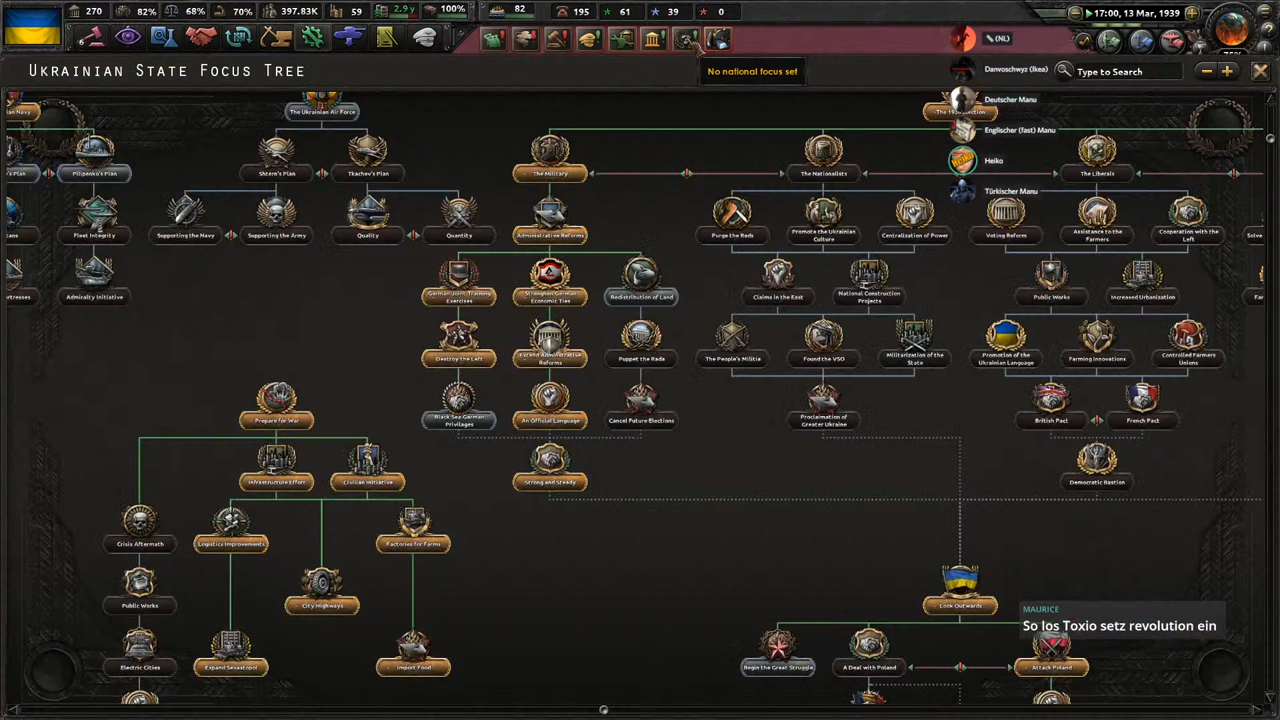 270 82% 68% 70% 397.83K 59 2.9y 100% 82 195 61 39 0 17:00, 13 Mar, 1939
(NL)
UKRAINIAN STATE FOCUS TREE
No national focus set
Danvoschwyz (Ikea)
Type to Search
75%
The Ukrainian Air Force
Deutscher Manu
Englischer (fast) Manu
Heiko
Türkischer Manu
Pilipenko's Plan
Shtern's Plan
Tkachev's Plan
The Military
The Nationalists
The Liberals
Fleet Integrity
Supporting the Navy
Supporting the Army
Quality
Quantity
Administrative Reforms
Purge the Reds
Promote the Ukrainian Culture
Centralization of Power
Voting Reform
Assistance to the Farmers
Cooperation with the Left
Admiralty Initiative
German Joint-Training Exercises
Strengthen German Economic Ties
Redistribution of Land
Claims in the East
National Construction Projects
Public Works
Increased Urbanization
Destroy the Left
Extend Administrative Reforms
Puppet the Rada
The People's Militia
Found the VSO
Militarization of the State
Promotion of the Ukrainian Language
Farming Innovations
Controlled Farmers Unions
Prepare for War
Black Sea German Privilages
An Official Language
Cancel Future Elections
Proclaimation of Greater Ukraine
British Pact
French Pact
Infrastructure Effort
Civilian Initiative
Strong and Steady
Democratic Bastion
Crisis Aftermath
Logistics Improvements
Factories for Farms
Public Works
City Highways
Look Outwards
MAURICE
So los Toxio setz revolution ein
Electric Cities
Expand Sevastopol
Import Food
Begin the Great Struggle
A Deal with Poland
Attack Poland